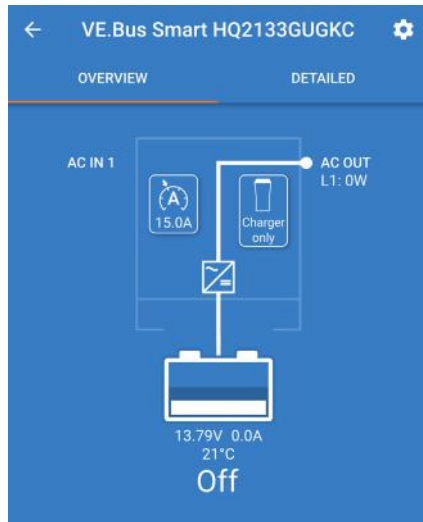 VE.Bus Smart HQ2133GUGKC
OVERVIEW
DETAILED
AC IN 1
AC OUT
L1: 0W
A
15.0A
Charger
only
13.79V 0.0A
21°C
Off